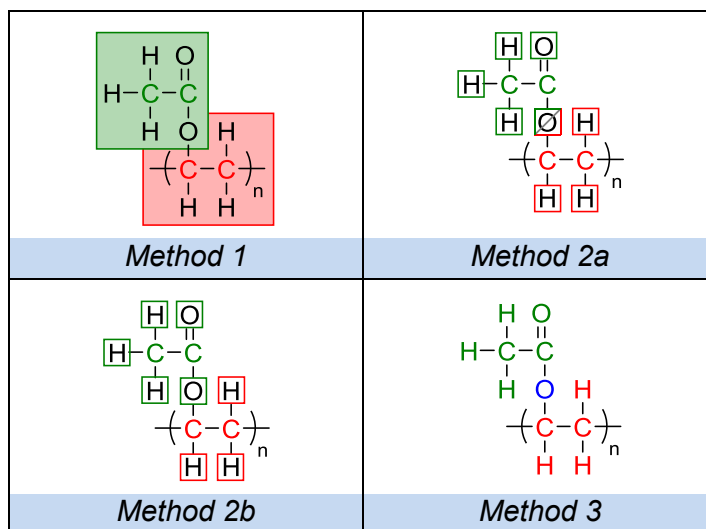 H O
H–C–C
H O H
( C–C ) n
H H
Method 1
H O
H–C–C
H O H
( C–C ) n
H H
Method 2a
H O
H–C–C
H O H
( C–C ) n
H H
Method 2b
H O
H–C–C
H O H
( C–C ) n
H H
Method 3